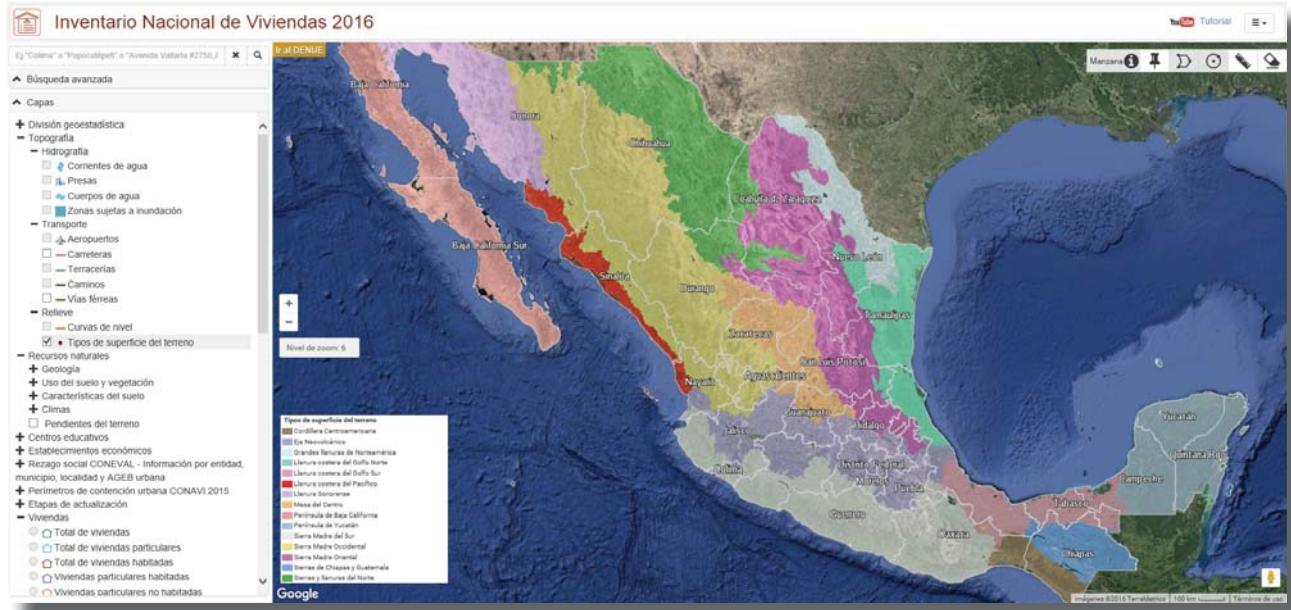 Inventario Nacional de Viviendas 2016
YouTube Tutorial
Ej "Colima" o "Popocatépetl" o "Avenida Vallarta #2756,J
Búsqueda avanzada
Capas
División geoestadística
Topografía
Hidrografía
Corrientes de agua
Presas
Cuerpos de agua
Zonas sujetas a inundación
Transporte
Aeropuertos
Carreteras
Terracerías
Caminos
Vías férreas
Relieve
Curvas de nivel
Tipos de superficie del terreno
Recursos naturales
Geología
Uso del suelo y vegetación
Características del suelo
Climas
Pendientes del terreno
Centros educativos
Establecimientos económicos
Rezago social CONEVAL - Información por entidad,
municipio, localidad y AGEB urbana
Perímetros de contención urbana CONAVI 2015
Etapas de actualización
Viviendas
Total de viviendas
Total de viviendas particulares
Total de viviendas habitadas
Viviendas particulares habitadas
Viviendas particulares no habitadas
Ir al DENUE
Manzana
Baja California
Sonora
Chihuahua
Coahuila de Zaragoza
Baja California Sur
Nuevo León
Sinaloa
Durango
Tamaulipas
Zacatecas
San Luis Potosí
Aguascalientes
Nayarit
Guanajuato
Hidalgo
Jalisco
Yucatán
Quintana Roo
Campeche
Distrito Federal
Morelos
Puebla
Colima
Tabasco
Guerrero
Oaxaca
Chiapas
+
−
Nivel de zoom: 6
Tipos de superficie del terreno
Cordillera Centroamericana
Eje Neovolcánico
Grandes llanuras de Norteamérica
Llanura costera del Golfo Norte
Llanura costera del Golfo Sur
Llanura costera del Pacífico
Llanura Sonorense
Mesa del Centro
Península de Baja California
Península de Yucatán
Sierra Madre del Sur
Sierra Madre Occidental
Sierra Madre Oriental
Sierras de Chiapas y Guatemala
Sierras y llanuras del Norte
Google
Imágenes ©2016 TerraMetrics
100 km
Términos de uso